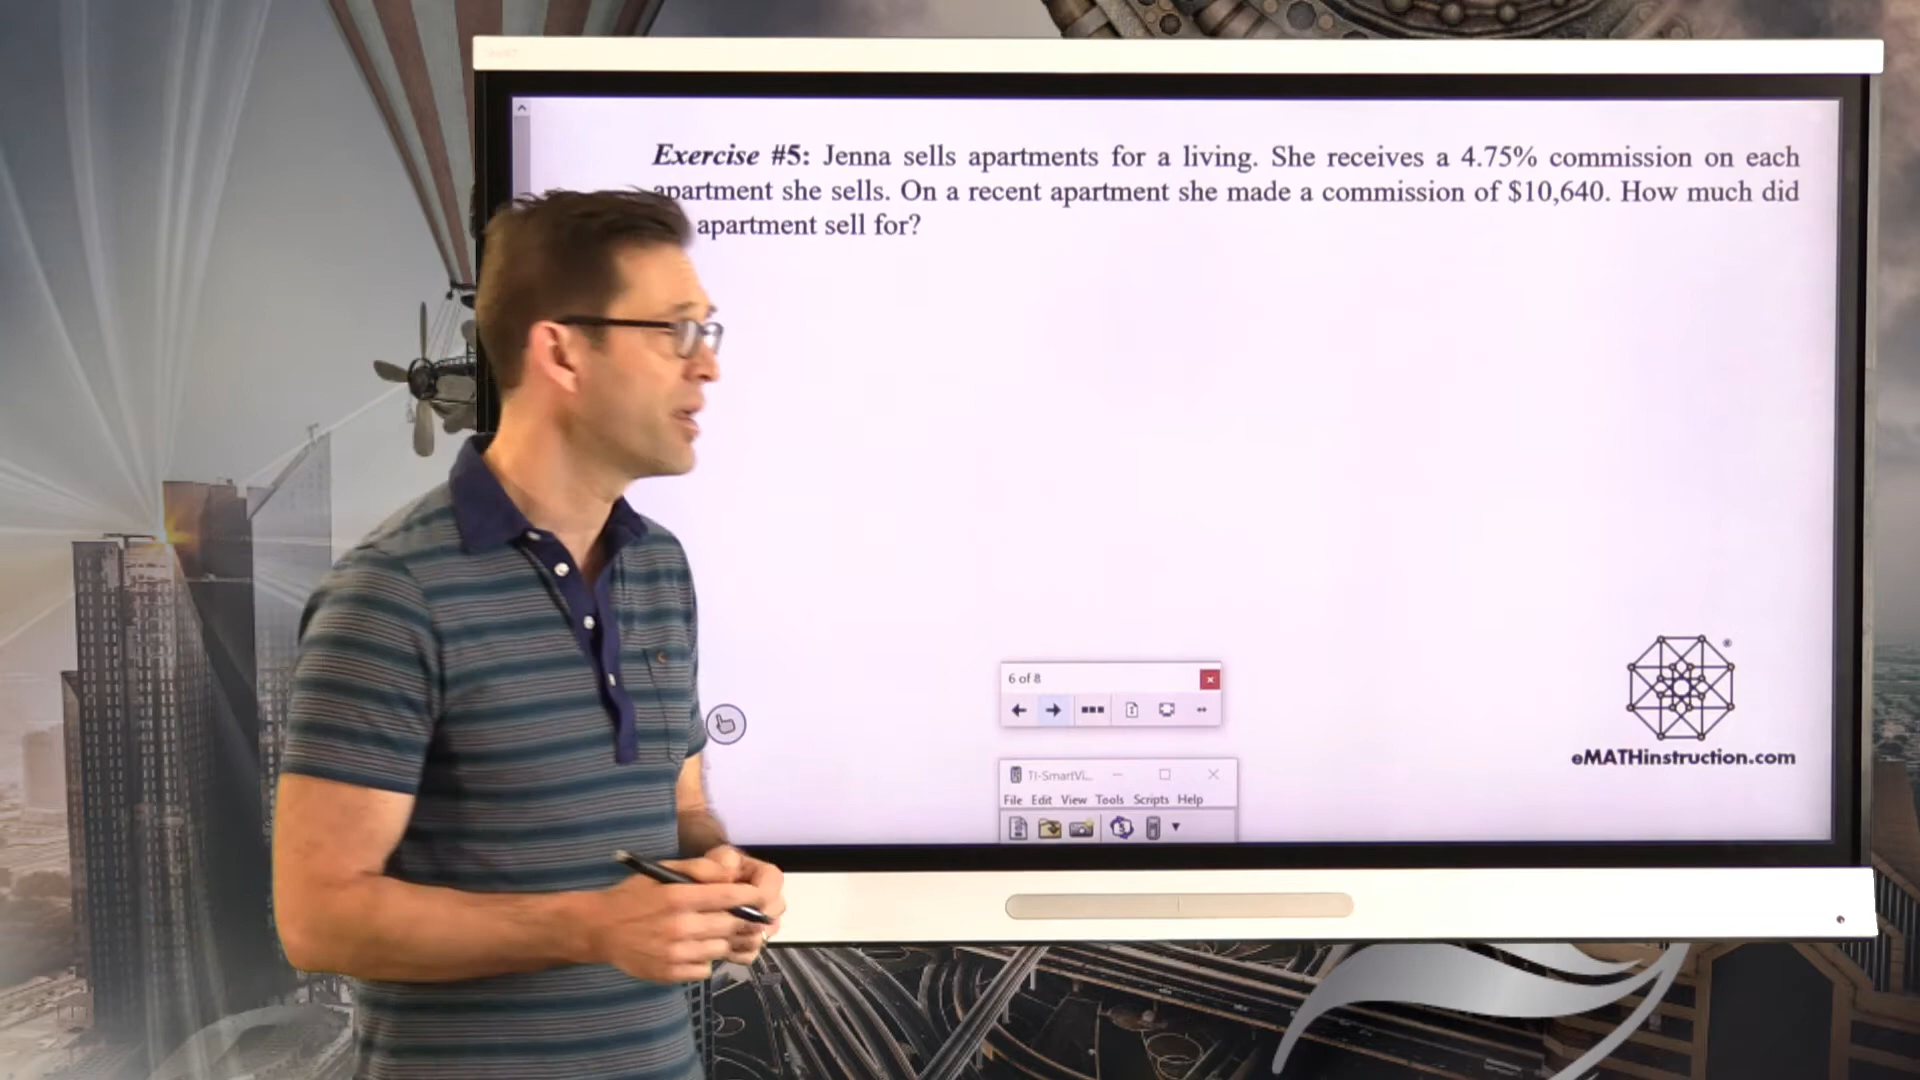 Exercise #5: Jenna sells apartments for a living. She receives a 4.75% commission on each
apartment she sells. On a recent apartment she made a commission of $10,640. How much did
apartment sell for?
6 of 8
TI-SmartVi...
File Edit View Tools Scripts Help
®
eMATHinstruction.com